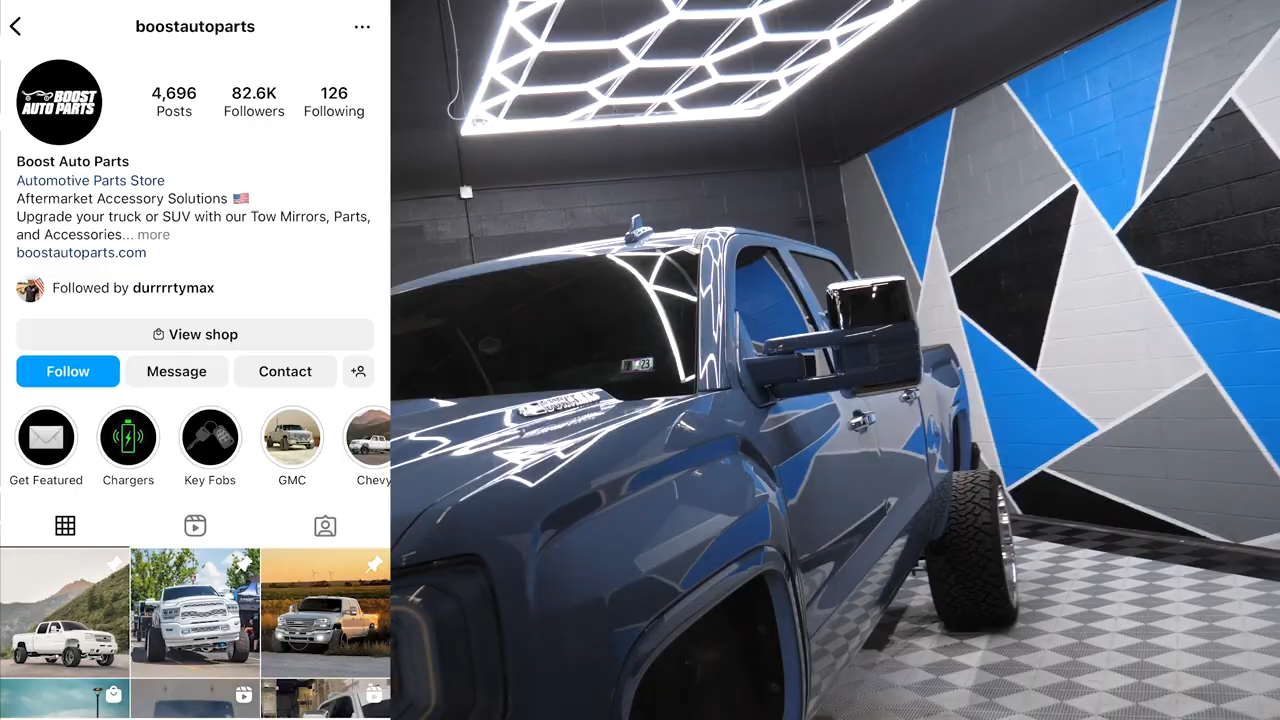 boostautoparts
BOOST
AUTO PARTS
4,696
Posts
82.6K
Followers
126
Following
Boost Auto Parts
Automotive Parts Store
Aftermarket Accessory Solutions 🇺🇸
Upgrade your truck or SUV with our Tow Mirrors, Parts,
and Accessories... more
boostautoparts.com
Followed by durrrrtymax
View shop
Follow
Message
Contact
Get Featured
Chargers
Key Fobs
GMC
Chevy
23